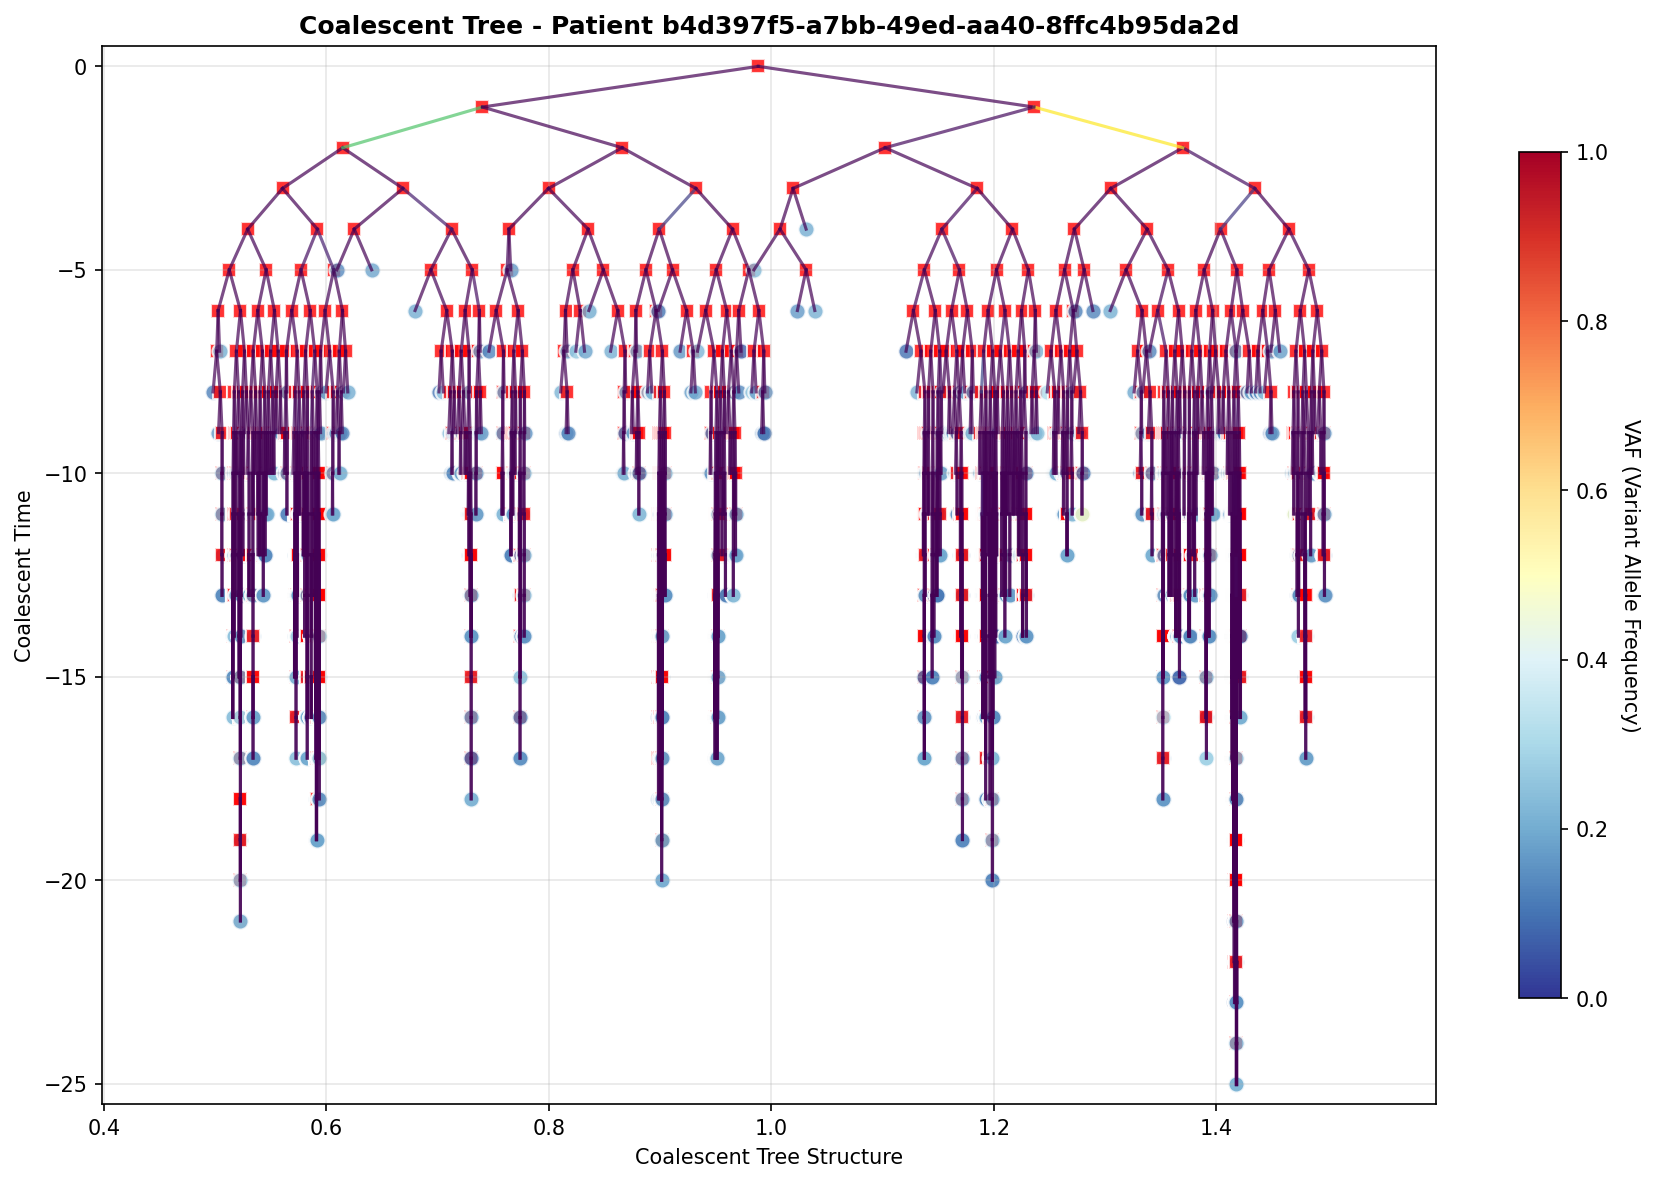 Coalescent Tree - Patient b4d397f5-a7bb-49ed-aa40-8ffc4b95da2d
0
−5
−10
−15
−20
−25
Coalescent Time
0.4 0.6 0.8 1.0 1.2 1.4
Coalescent Tree Structure
1.0
0.8
0.6
0.4
0.2
0.0
VAF (Variant Allele Frequency)